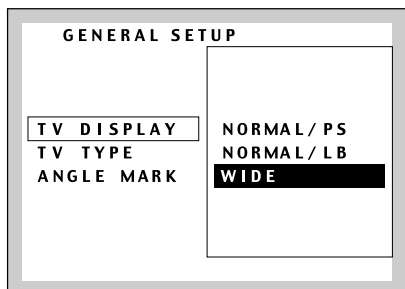 GENERAL SETUP
TV DISPLAY
TV TYPE
ANGLE MARK
NORMAL/PS
NORMAL/LB
WIDE